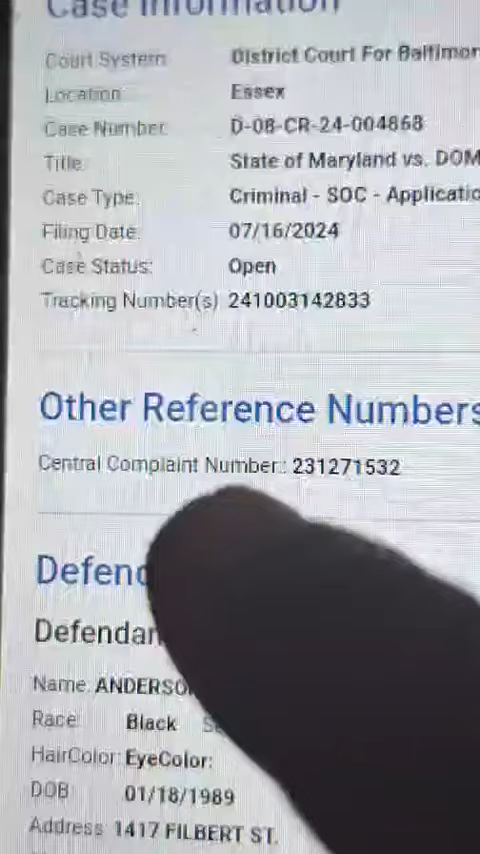 Case Information
Court System: District Court For Baltimor
Location: Essex
Case Number: D-08-CR-24-004868
Title: State of Maryland vs. DOM
Case Type: Criminal - SOC - Applicatio
Filing Date: 07/16/2024
Case Status: Open
Tracking Number(s) 241003142833
Other Reference Numbers
Central Complaint Number.: 231271532
Defend
Defendan
Name: ANDERSO
Race: Black
HairColor: EyeColor:
DOB: 01/18/1989
Address: 1417 FILBERT ST.